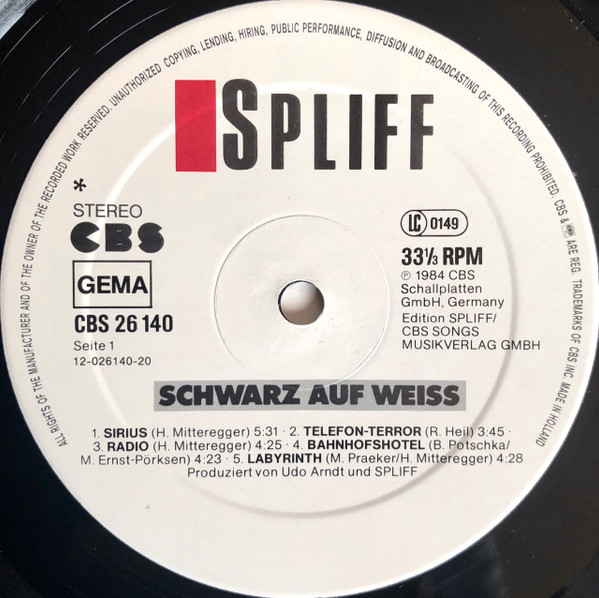 ALL RIGHTS OF THE MANUFACTURER AND OF THE OWNER OF THE RECORDED WORK RESERVED. UNAUTHORIZED COPYING, LENDING, HIRING, PUBLIC PERFORMANCE, DIFFUSION AND BROADCASTING OF THIS RECORDING PROHIBITED. CBS & ARE REG. TRADEMARKS OF CBS INC. MADE IN HOLLAND
SPLIFF
*
STEREO
CBS
GEMA
CBS 26 140
Seite 1
12-026140-20
LC 0149
33⅓ RPM
℗ 1984 CBS
Schallplatten
GmbH, Germany
Edition SPLIFF/
CBS SONGS
MUSIKVERLAG GMBH
SCHWARZ AUF WEISS
1. SIRIUS (H. Mitteregger) 5:31 · 2. TELEFON-TERROR (R. Heil) 3:45 ·
3. RADIO (H. Mitteregger) 4:25 · 4. BAHNHOFSHOTEL (B. Potschka/
M. Ernst-Pörksen) 4:23 · 5. LABYRINTH (M. Praeker/H. Mitteregger) 4:28
Produziert von Udo Arndt und SPLIFF